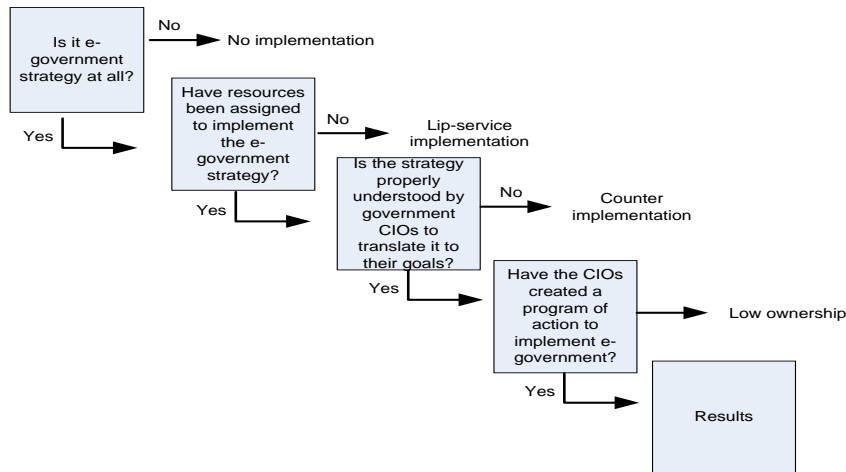 Is it e-
government
strategy at all?
No
No implementation
Yes
Have resources
been assigned
to implement
the e-
government
strategy?
No
Lip-service
implementation
Yes
Is the strategy
properly
understood by
government
CIOs to
translate it to
their goals?
No
Counter
implementation
Yes
Have the CIOs
created a
program of
action to
implement e-
government?
Low ownership
Yes
Results